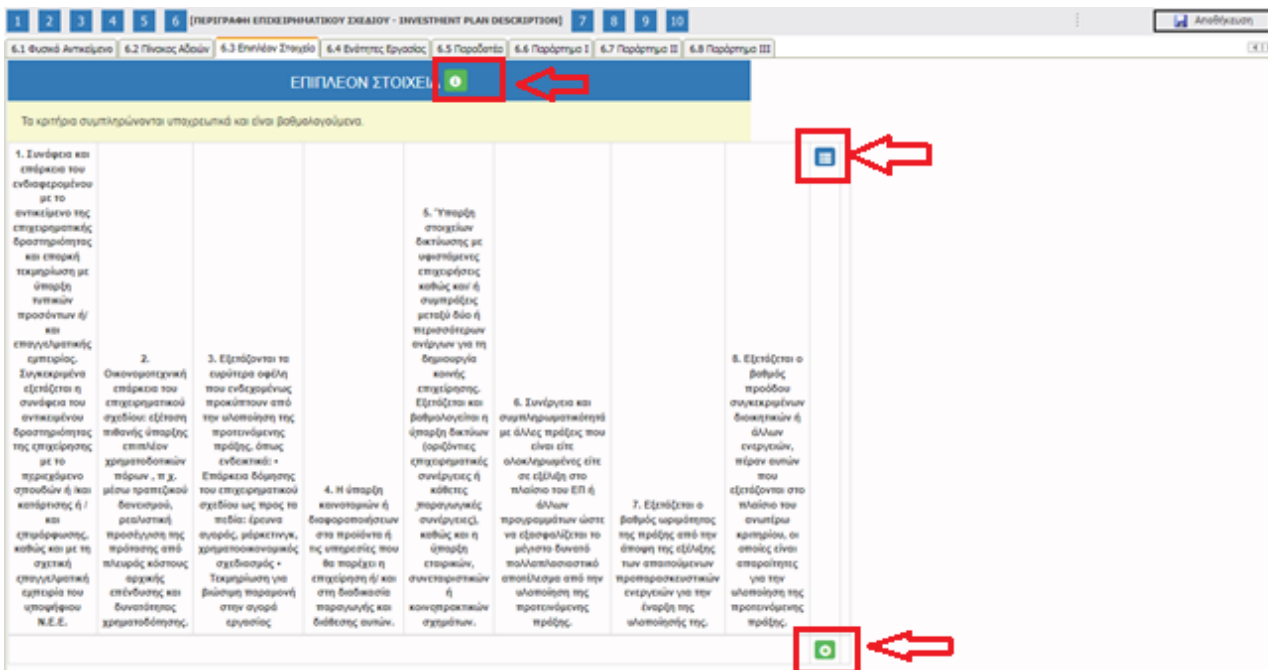 1 2 3 4 5 6 [ΠΕΡΙΓΡΑΦΗ ΕΠΙΧΕΙΡΗΜΑΤΙΚΟΥ ΣΧΕΔΙΟΥ - INVESTMENT PLAN DESCRIPTION] 7 8 9 10 Αποθήκευση
6.1 Φυσικό Αντικείμενο 6.2 Πίνακας Αδειών 6.3 Επιπλέον Στοιχεία 6.4 Ενότητες Εργασίας 6.5 Παραδοτέα 6.6 Παράρτημα I 6.7 Παράρτημα II 6.8 Παράρτημα III
ΕΠΙΠΛΕΟΝ ΣΤΟΙΧΕΙΑ
Τα κριτήρια συμπληρώνονται υποχρεωτικά και είναι βαθμολογούμενα.
1. Συνάφεια και
επάρκεια του
ενδιαφερομένου
με το
αντικείμενο της
επιχειρηματικής
δραστηριότητας
και επαρκή
τεκμηρίωση με
ύπαρξη
τυπικών
προσόντων ή/
και
επαγγελματικής
εμπειρίας.
Συγκεκριμένα
εξετάζεται η
συνάφεια του
αντικειμένου
δραστηριότητας
της επιχείρησης
με το
περιεχόμενο
σπουδών ή /και
κατάρτισης ή /
και
επιμόρφωσης,
καθώς και με τη
σχετική
επαγγελματική
εμπειρία του
υποψήφιου
Ν.Ε.Ε.
2.
Οικονομοτεχνική
επάρκεια του
επιχειρηματικού
σχεδίου: εξέταση
πιθανής ύπαρξης
επιπλέον
χρηματοδοτικών
πόρων , π.χ.
μέσω τραπεζικού
δανεισμού,
ρεαλιστική
προσέγγιση της
πρότασης από
πλευράς κόστους
αρχικής
επένδυσης και
δυνατότητας
χρηματοδότησης.
3. Εξετάζονται τα
ευρύτερα οφέλη
που ενδεχομένως
προκύπτουν από
την υλοποίηση της
προτεινόμενης
πράξης, όπως
ενδεικτικά: •
Επάρκεια δόμησης
του επιχειρηματικού
σχεδίου ως προς τα
πεδία: έρευνα
αγοράς, μάρκετινγκ,
χρηματοοικονομικός
σχεδιασμός •
Τεκμηρίωση για
βιώσιμη παραμονή
στην αγορά
εργασίας
4. Η ύπαρξη
καινοτομιών ή
διαφοροποιήσεων
στα προϊόντα ή
τις υπηρεσίες που
θα παρέχει η
επιχείρηση ή/ και
στη διαδικασία
παραγωγής και
διάθεσης αυτών.
5. Ύπαρξη
στοιχείων
δικτύωσης με
υφιστάμενες
επιχειρήσεις
καθώς και/ ή
συμπράξεις
μεταξύ δύο ή
περισσότερων
ανέργων για τη
δημιουργία
κοινής
επιχείρησης.
Εξετάζεται και
βαθμολογείται η
ύπαρξη δικτύων
(οριζόντιες
επιχειρηματικές
συνέργειες ή
κάθετες
παραγωγικές
συνέργειες),
καθώς και η
ύπαρξη
εταιρικών,
συνεταιριστικών
ή
κοινοπρακτικών
σχημάτων.
6. Συνέργεια και
συμπληρωματικότητά
με άλλες πράξεις που
είναι είτε
ολοκληρωμένες είτε
σε εξέλιξη στο
πλαίσιο του ΕΠ ή
άλλων
προγραμμάτων ώστε
να εξασφαλίζεται το
μέγιστο δυνατό
πολλαπλασιαστικό
αποτέλεσμα από την
υλοποίηση της
προτεινόμενης
πράξης.
7. Εξετάζεται ο
βαθμός ωριμότητας
της πράξης από την
άποψη της εξέλιξης
των απαιτούμενων
προπαρασκευαστικών
ενεργειών για την
έναρξη της
υλοποίησής της.
8. Εξετάζεται ο
βαθμός
προόδου
συγκεκριμένων
διοικητικών ή
άλλων
ενεργειών,
πέραν αυτών
που
εξετάζονται στο
πλαίσιο του
ανωτέρω
κριτηρίου, οι
οποίες είναι
απαραίτητες
για την
υλοποίηση της
προτεινόμενης
πράξης.